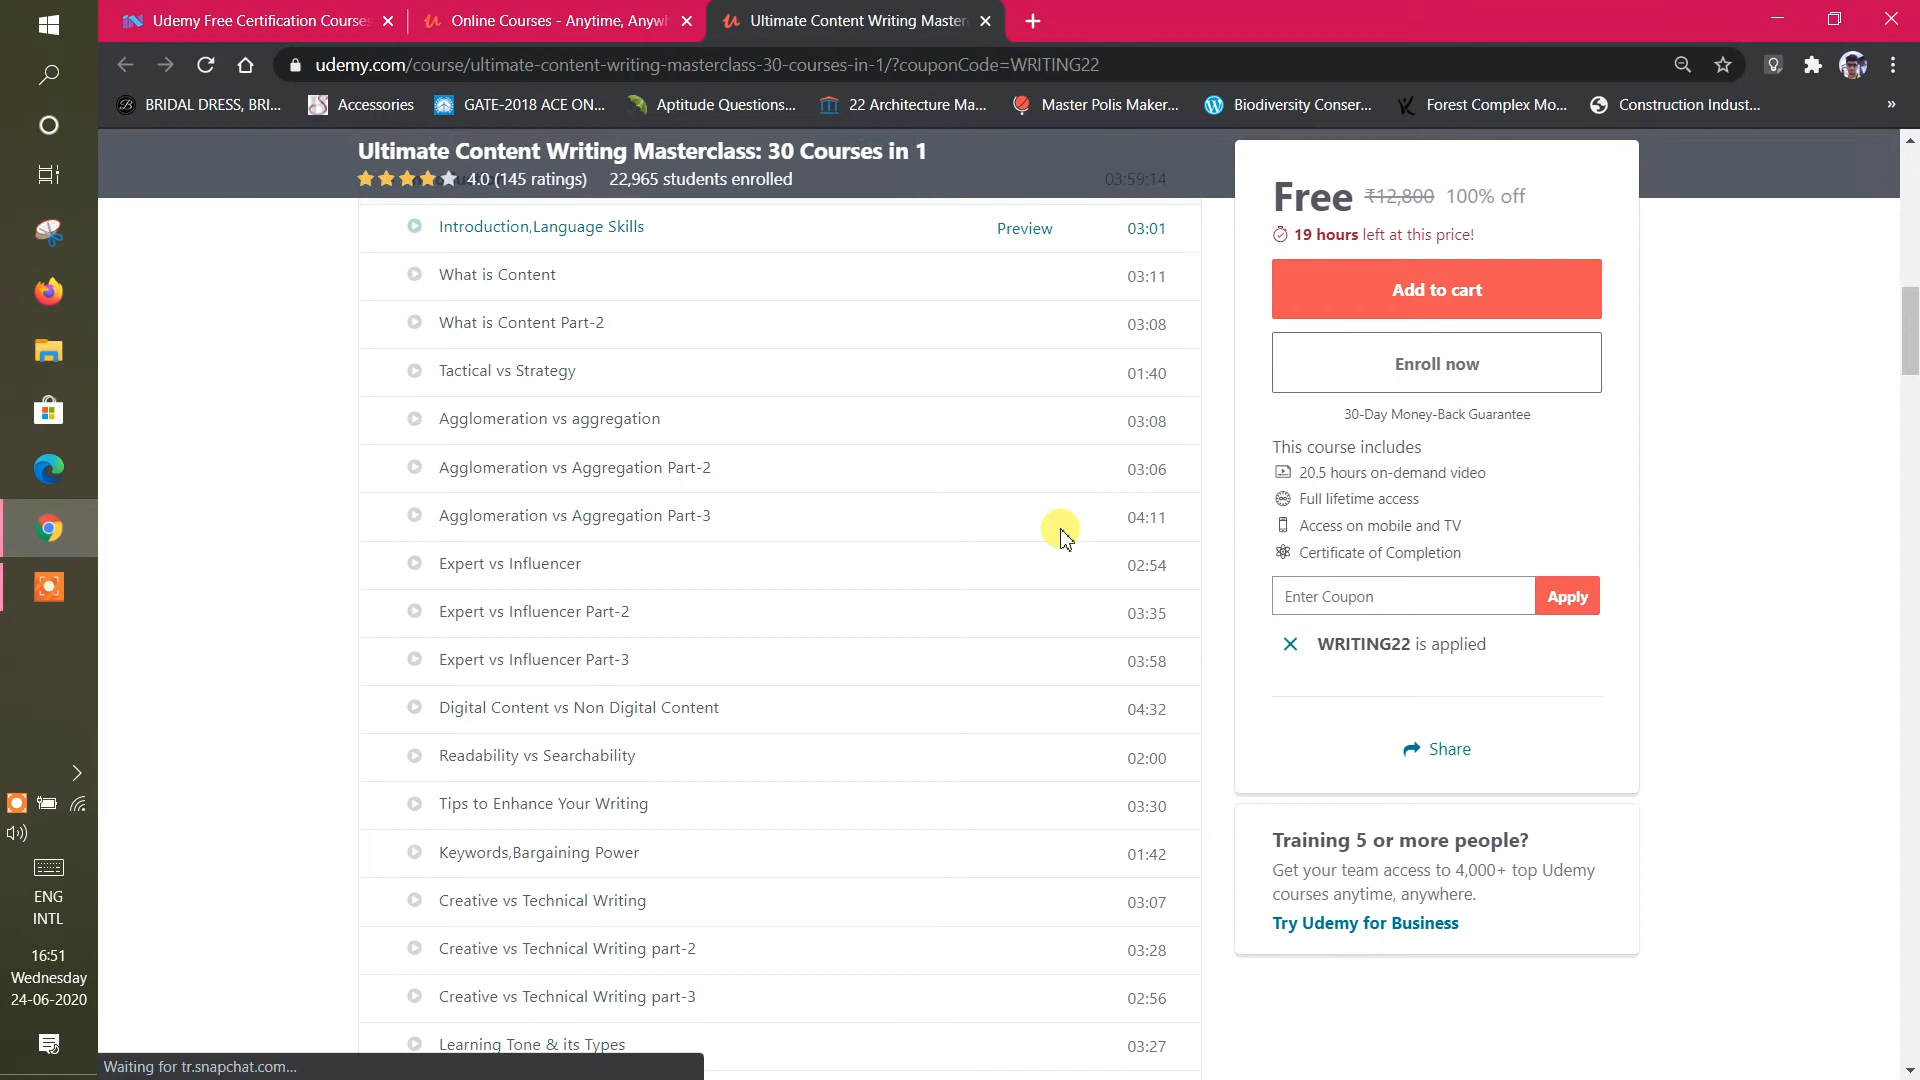 Udemy Free Certification Courses
Online Courses - Anytime, Anywh
Ultimate Content Writing Master
udemy.com/course/ultimate-content-writing-masterclass-30-courses-in-1/?couponCode=WRITING22
BRIDAL DRESS, BRI...
Accessories
GATE-2018 ACE ON...
Aptitude Questions...
22 Architecture Ma...
Master Polis Maker...
Biodiversity Conser...
Forest Complex Mo...
Construction Indust...
Ultimate Content Writing Masterclass: 30 Courses in 1
4.0 (145 ratings) 22,965 students enrolled
03:59:14
Introduction,Language Skills Preview 03:01
What is Content 03:11
What is Content Part-2 03:08
Tactical vs Strategy 01:40
Agglomeration vs aggregation 03:08
Agglomeration vs Aggregation Part-2 03:06
Agglomeration vs Aggregation Part-3 04:11
Expert vs Influencer 02:54
Expert vs Influencer Part-2 03:35
Expert vs Influencer Part-3 03:58
Digital Content vs Non Digital Content 04:32
Readability vs Searchability 02:00
Tips to Enhance Your Writing 03:30
Keywords,Bargaining Power 01:42
Creative vs Technical Writing 03:07
Creative vs Technical Writing part-2 03:28
Creative vs Technical Writing part-3 02:56
Learning Tone & its Types 03:27
Free ₹12,800 100% off
19 hours left at this price!
Add to cart
Enroll now
30-Day Money-Back Guarantee
This course includes
20.5 hours on-demand video
Full lifetime access
Access on mobile and TV
Certificate of Completion
Enter Coupon Apply
WRITING22 is applied
Share
Training 5 or more people?
Get your team access to 4,000+ top Udemy
courses anytime, anywhere.
Try Udemy for Business
ENG
INTL
16:51
Wednesday
24-06-2020
Waiting for tr.snapchat.com...